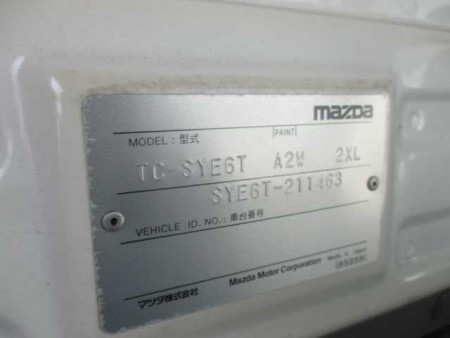 mazda
MODEL: 型式 PAINT
TC-SYE6T A2W 2XL
SYE6T-211463
VEHICLE ID. NO.: 車台番号
マツダ株式会社 Mazda Motor Corporation Made in Japan